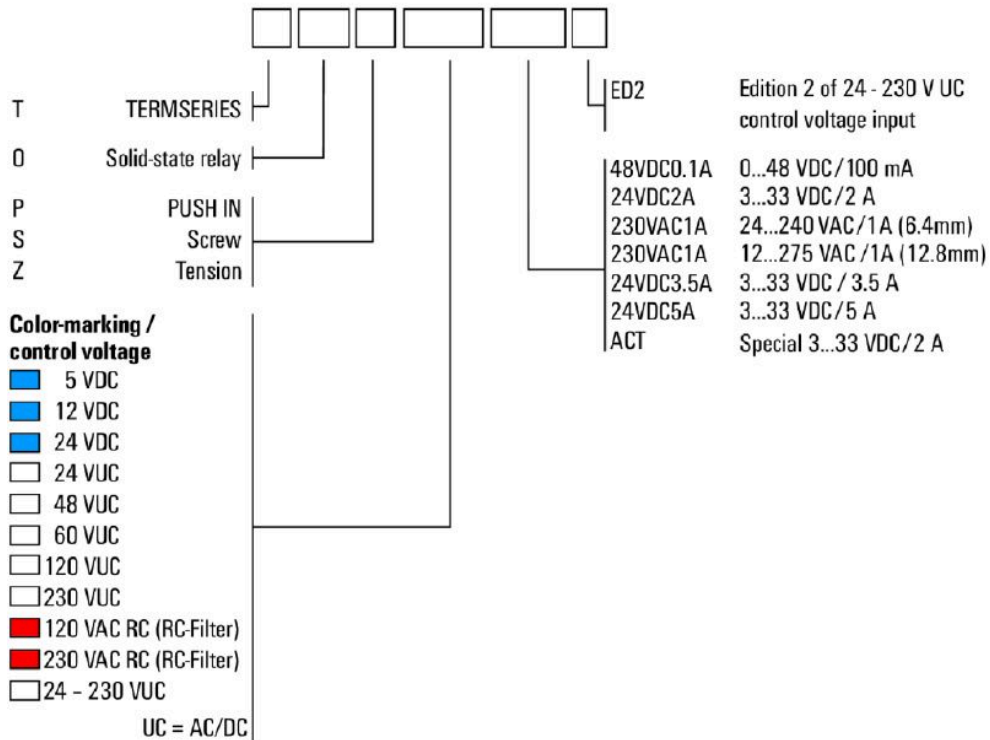 T TERMSERIES
O Solid-state relay
P PUSH IN
S Screw
Z Tension
Color-marking /
control voltage
5 VDC
12 VDC
24 VDC
24 VUC
48 VUC
60 VUC
120 VUC
230 VUC
120 VAC RC (RC-Filter)
230 VAC RC (RC-Filter)
24 – 230 VUC
UC = AC/DC
ED2 Edition 2 of 24 - 230 V UC
control voltage input
48VDC0.1A 0...48 VDC/100 mA
24VDC2A 3...33 VDC/2 A
230VAC1A 24...240 VAC/1A (6.4mm)
230VAC1A 12...275 VAC /1A (12.8mm)
24VDC3.5A 3...33 VDC / 3.5 A
24VDC5A 3...33 VDC/5 A
ACT Special 3...33 VDC/2 A